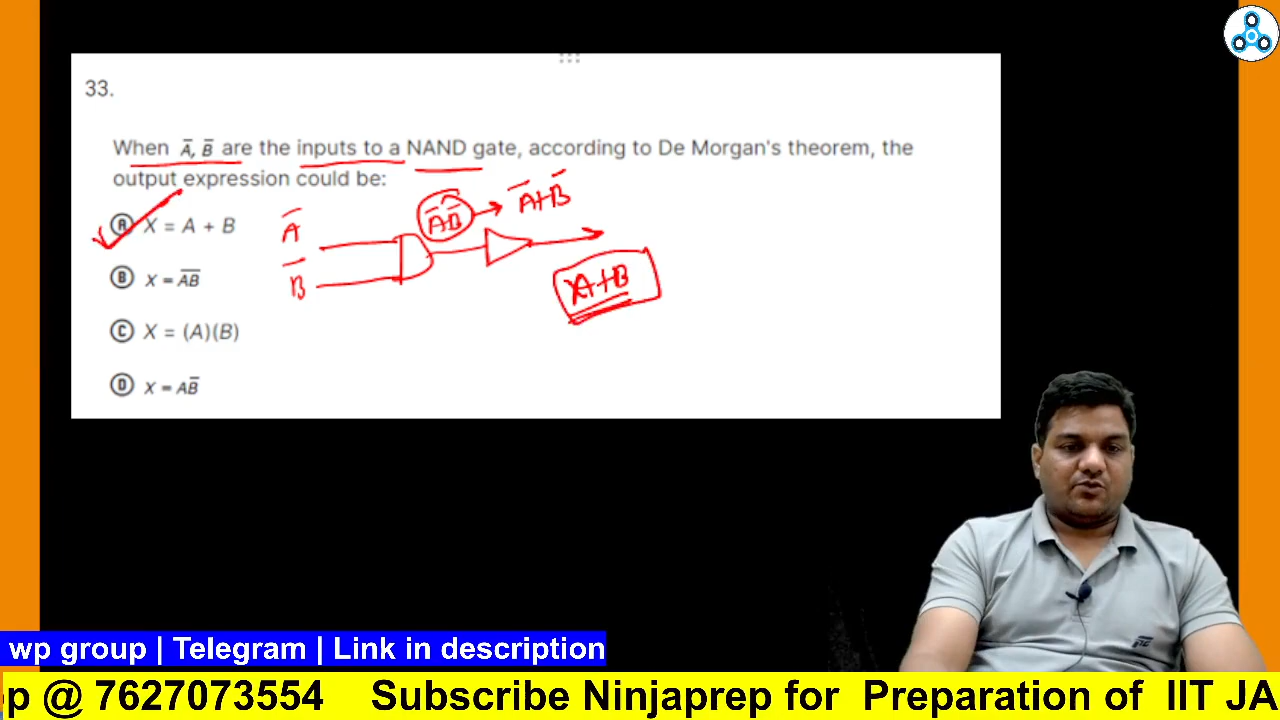 33.
When A̅, B̅ are the inputs to a NAND gate, according to De Morgan's theorem, the
output expression could be:
A X = A + B
B X = A̅B̅
C X = (A)(B)
D X = AB̅
A̅
B̅
A̅B̅
A̅+B̅
A+B
wp group | Telegram | Link in description
p @ 7627073554 Subscribe Ninjaprep for Preparation of IIT JA